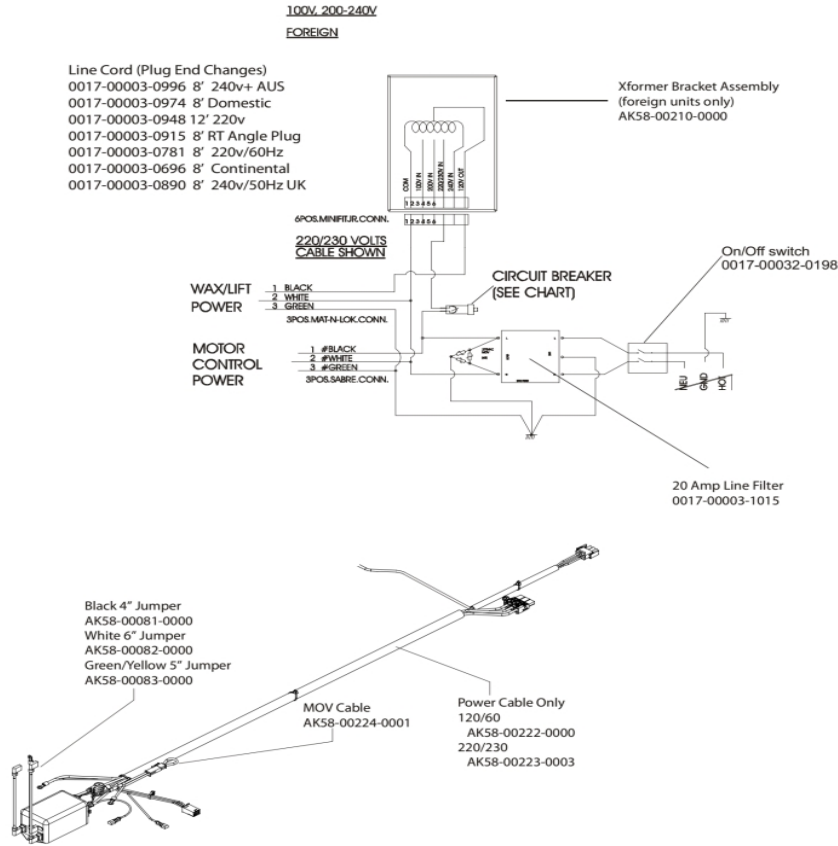 100V, 200-240V
FOREIGN
Line Cord (Plug End Changes)
0017-00003-0996 8' 240v+ AUS
0017-00003-0974 8' Domestic
0017-00003-0948 12' 220v
0017-00003-0915 8' RT Angle Plug
0017-00003-0781 8' 220v/60Hz
0017-00003-0696 8' Continental
0017-00003-0890 8' 240v/50Hz UK
Xformer Bracket Assembly
(foreign units only)
AK58-00210-0000
COM
100V IN
200V IN
220/230V IN
240V IN
120V OUT
1 2 3 4 5 6
6POS.MINIFITJR.CONN.
1 2 3 4 5 6
220/230 VOLTS
CABLE SHOWN
On/Off switch
0017-00032-0198
CIRCUIT BREAKER
(SEE CHART)
WAX/LIFT
POWER
1 BLACK
2 WHITE
3 GREEN
3POS.MAT-N-LOK.CONN.
MOTOR
CONTROL
POWER
1 #BLACK
2 #WHITE
3 #GREEN
3POS.SABRE.CONN.
NEU
GND
HOT
20 Amp Line Filter
0017-00003-1015
Black 4" Jumper
AK58-00081-0000
White 6" Jumper
AK58-00082-0000
Green/Yellow 5" Jumper
AK58-00083-0000
MOV Cable
AK58-00224-0001
Power Cable Only
120/60
AK58-00222-0000
220/230
AK58-00223-0003